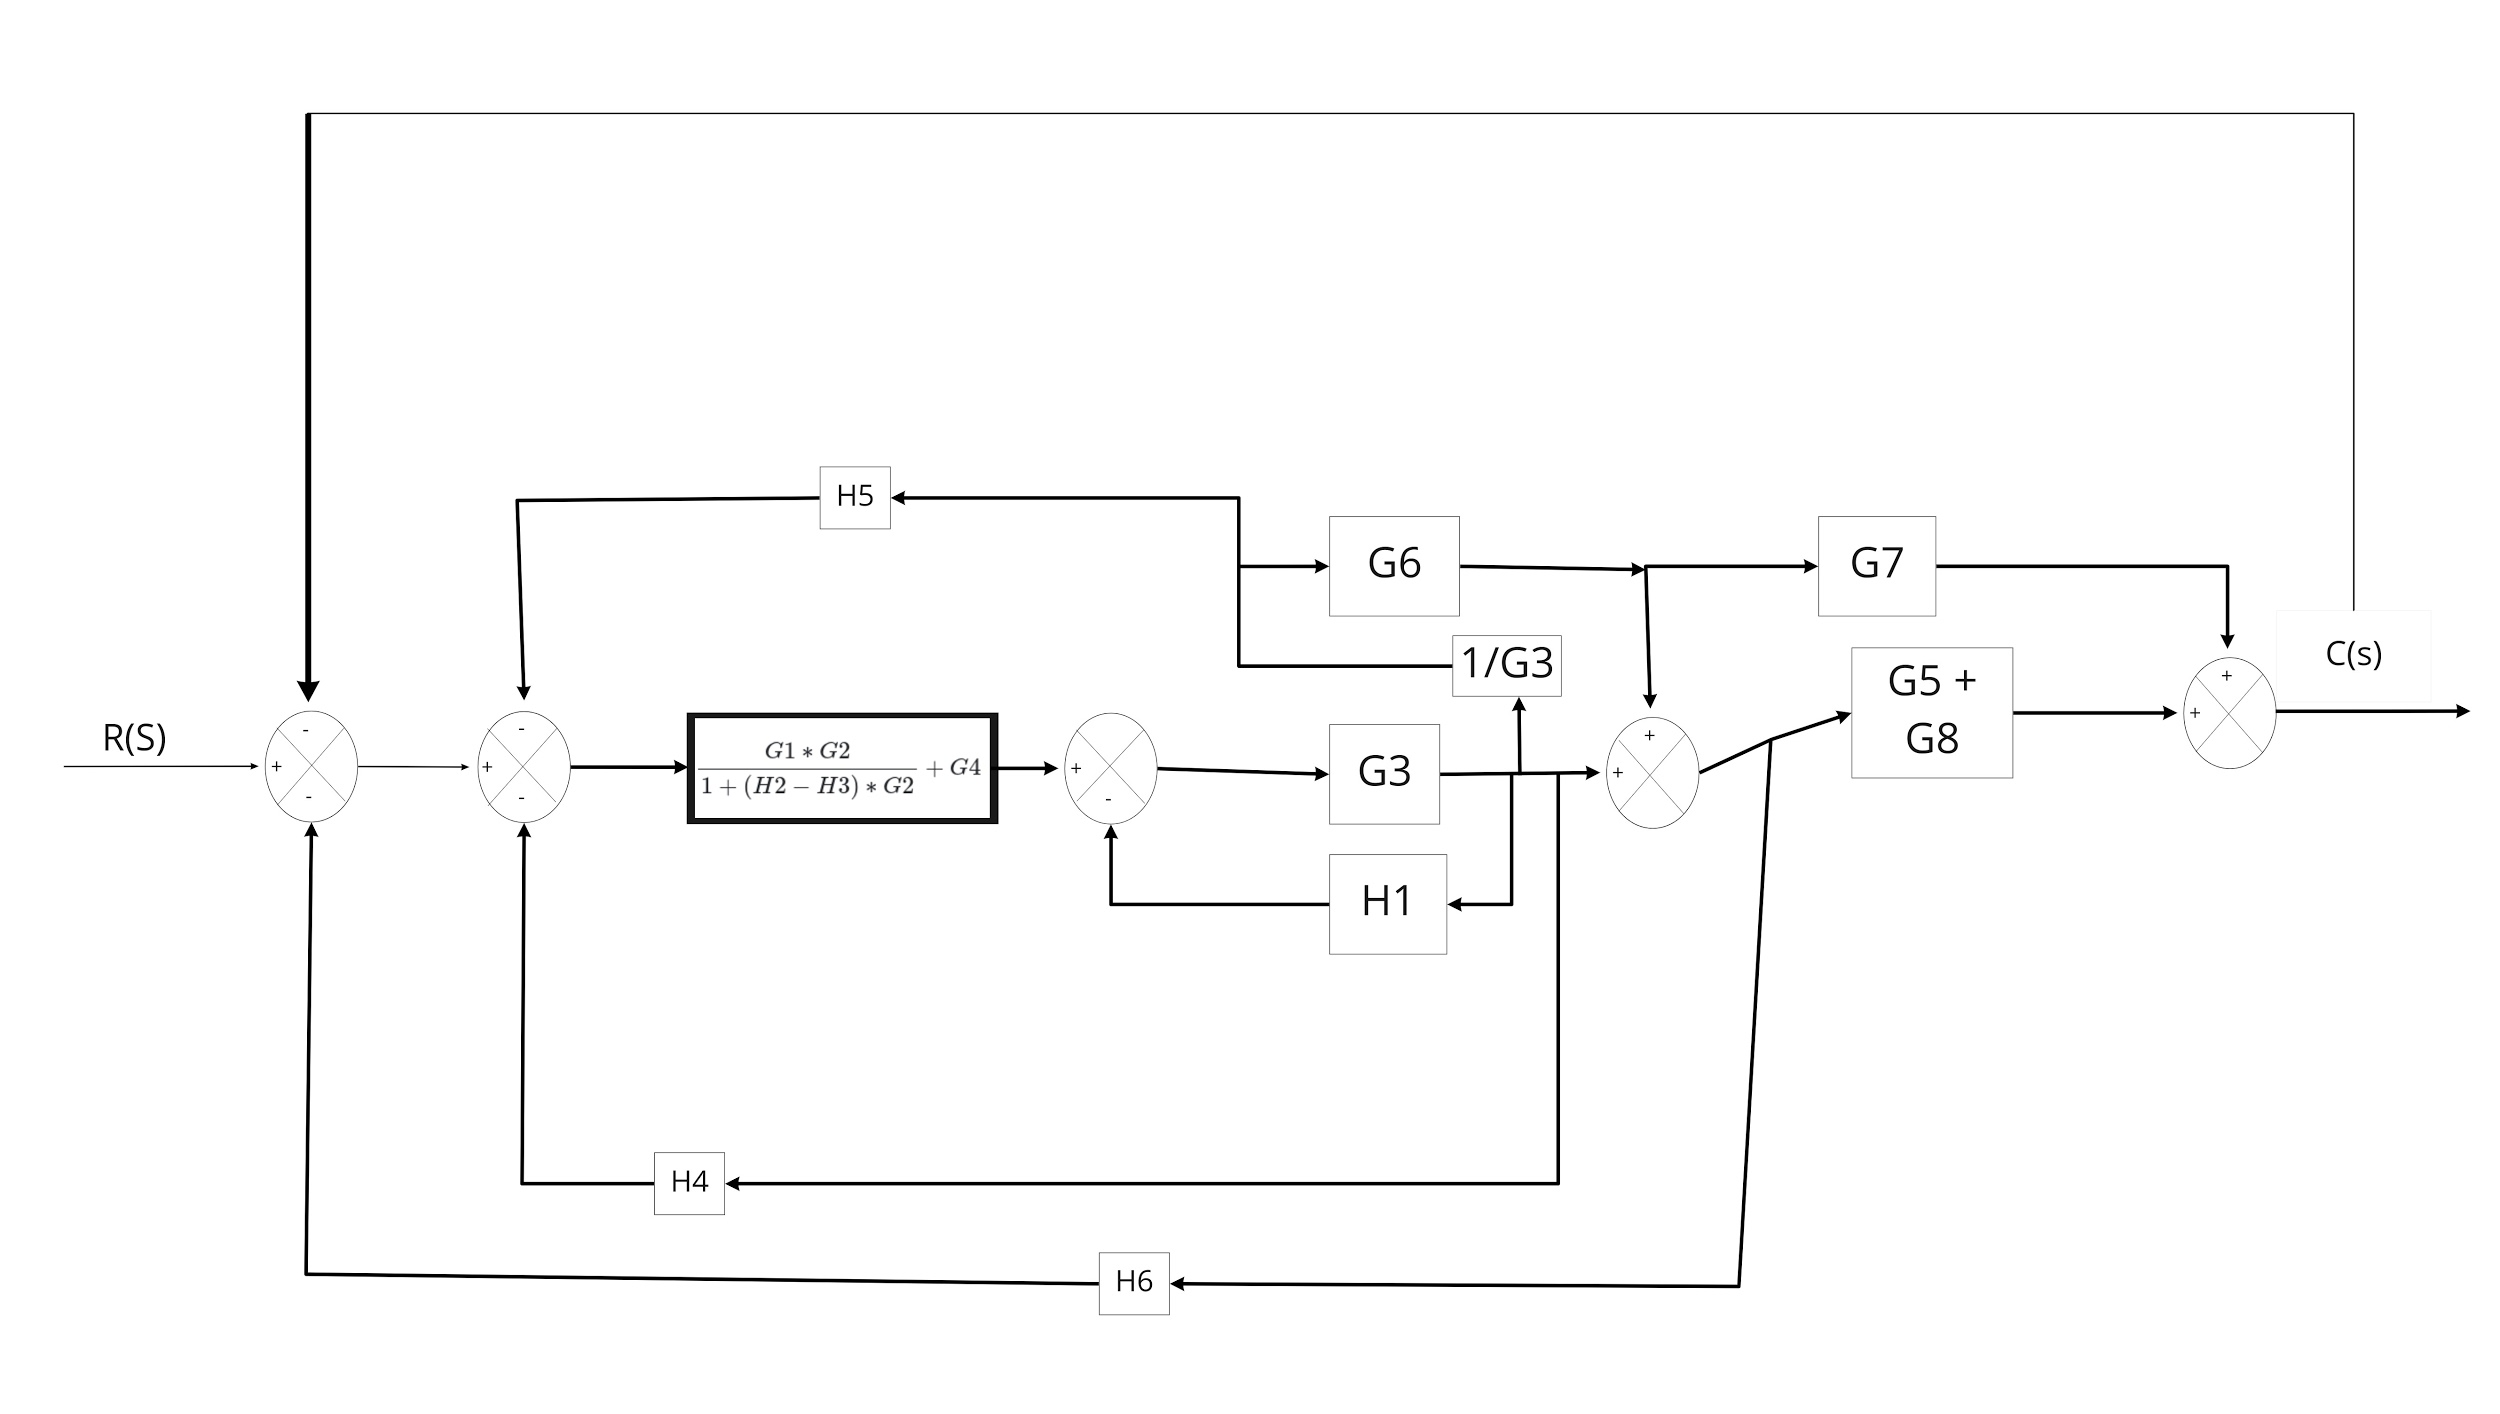 H5
G6
G7
1/G3
C(s)
G5 +
G8
R(S)
-
+
-
-
+
-
G1 * G2
1 + (H2 − H3) * G2
+ G4
+
-
G3
+
+
+
+
H1
H4
H6